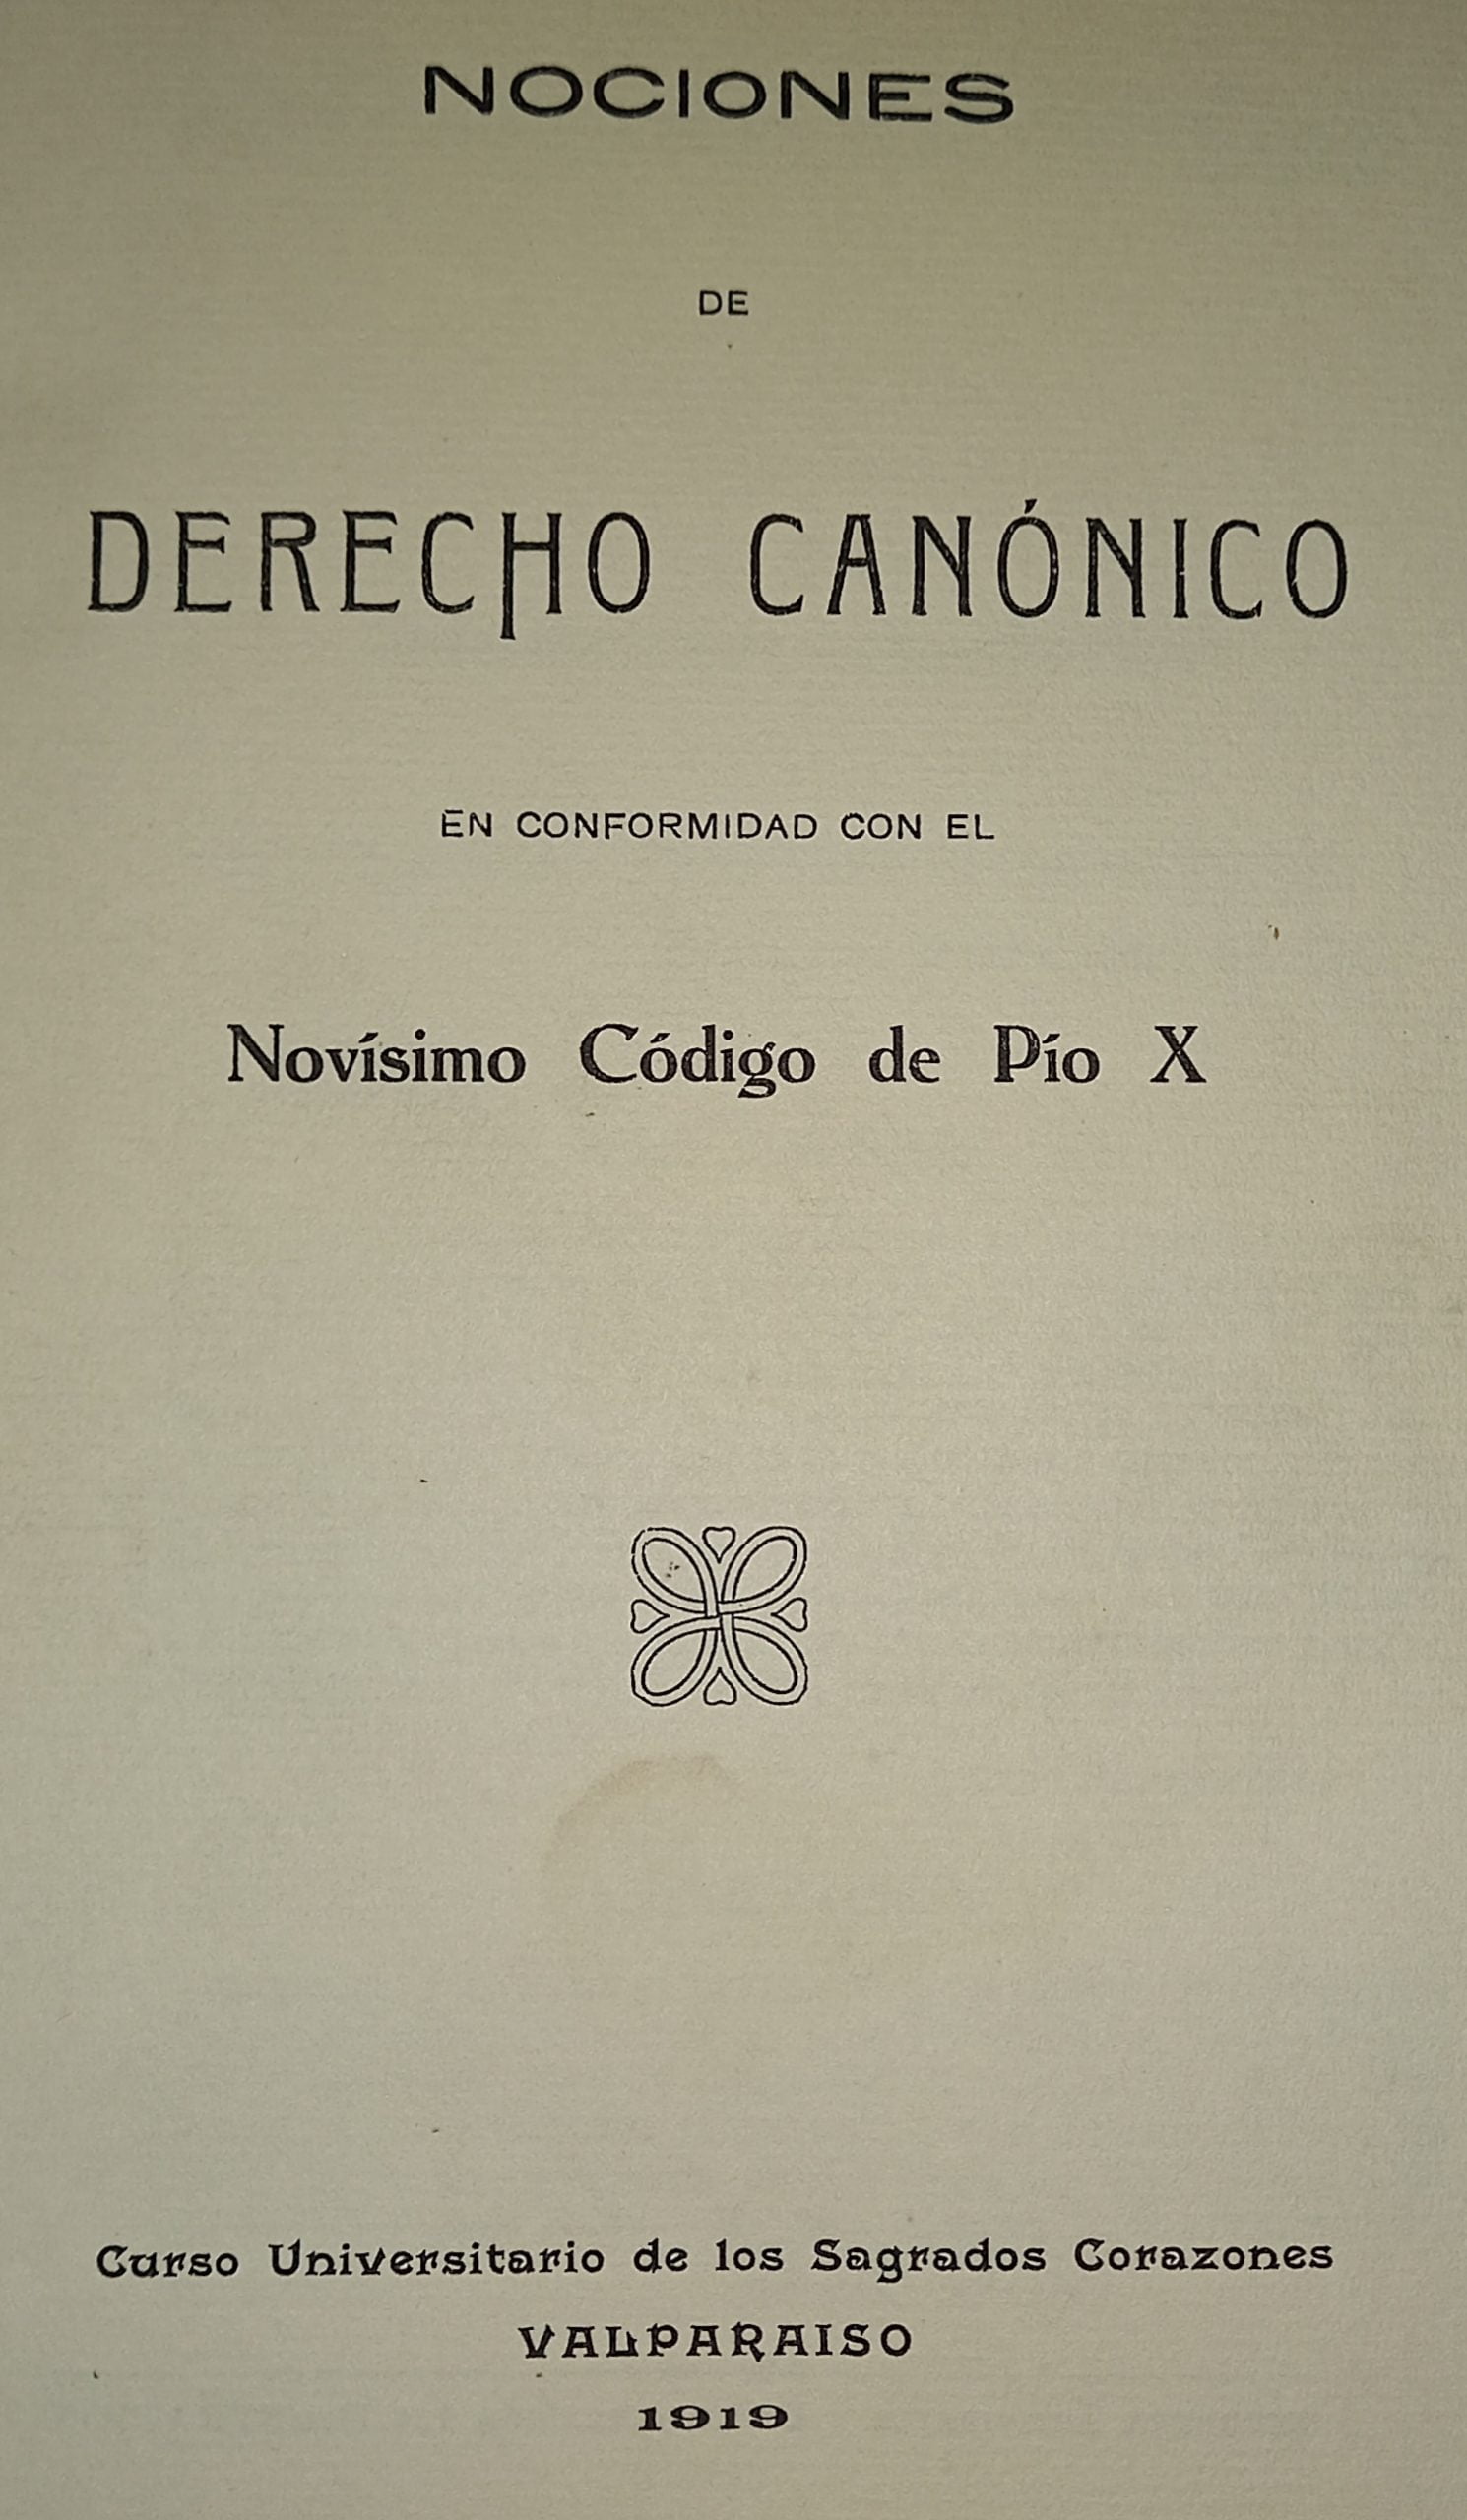 NOCIONES
DE
DERECHO CANÓNICO
EN CONFORMIDAD CON EL
Novísimo Código de Pío X
Curso Universitario de los Sagrados Corazones
VALPARAISO
1919